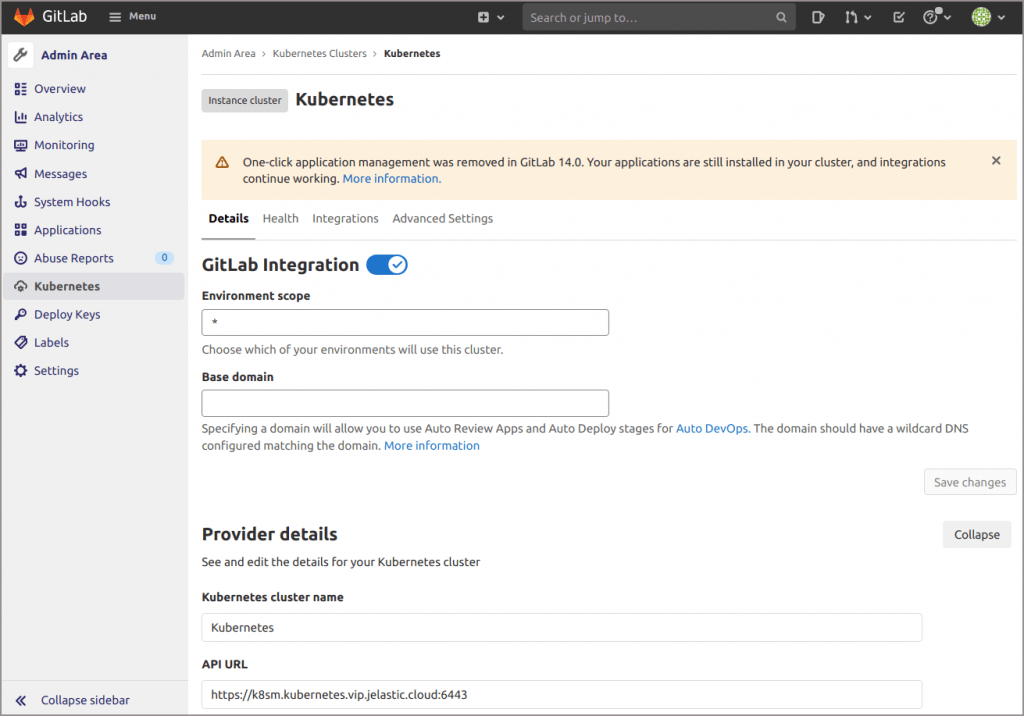 GitLab
Menu
Search or jump to...
Admin Area
Overview
Analytics
Monitoring
Messages
System Hooks
Applications
Abuse Reports 0
Kubernetes
Deploy Keys
Labels
Settings
Collapse sidebar
Admin Area › Kubernetes Clusters › Kubernetes
Instance cluster Kubernetes
One-click application management was removed in GitLab 14.0. Your applications are still installed in your cluster, and integrations
continue working. More information.
Details Health Integrations Advanced Settings
GitLab Integration
Environment scope
*
Choose which of your environments will use this cluster.
Base domain
Specifying a domain will allow you to use Auto Review Apps and Auto Deploy stages for Auto DevOps. The domain should have a wildcard DNS
configured matching the domain. More information
Save changes
Provider details
Collapse
See and edit the details for your Kubernetes cluster
Kubernetes cluster name
Kubernetes
API URL
https://k8sm.kubernetes.vip.jelastic.cloud:6443